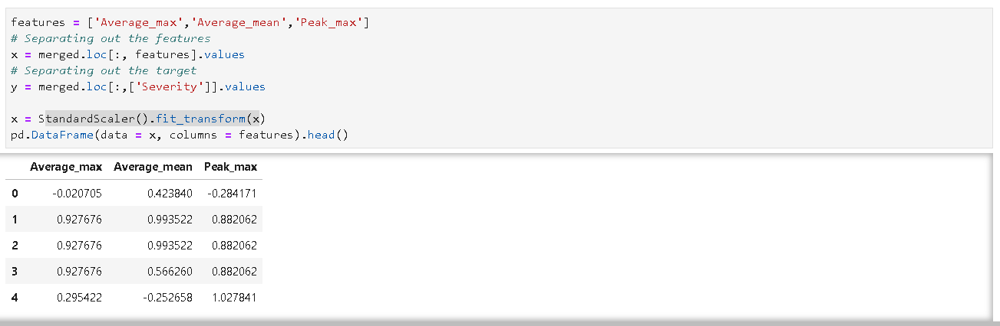 features = ['Average_max','Average_mean','Peak_max']
# Separating out the features
x = merged.loc[:, features].values
# Separating out the target
y = merged.loc[:,['Severity']].values
x = StandardScaler().fit_transform(x)
pd.DataFrame(data = x, columns = features).head()
Average_max Average_mean Peak_max
0 -0.020705 0.423840 -0.284171
1 0.927676 0.993522 0.882062
2 0.927676 0.993522 0.882062
3 0.927676 0.566260 0.882062
4 0.295422 -0.252658 1.027841